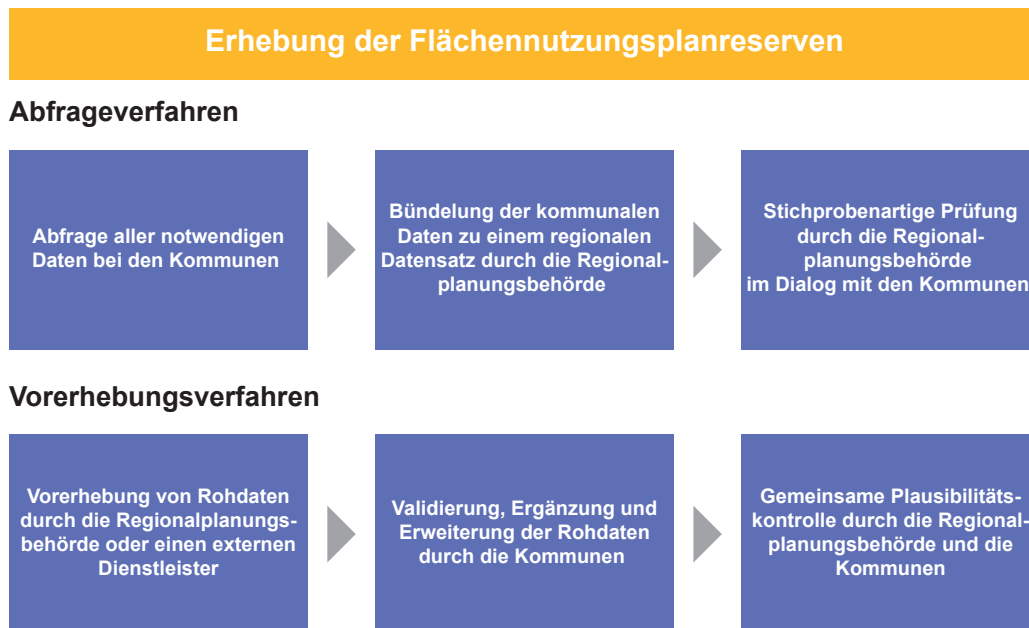 Erhebung der Flächennutzungsplanreserven
Abfrageverfahren
Abfrage aller notwendigen
Daten bei den Kommunen
Bündelung der kommunalen
Daten zu einem regionalen
Datensatz durch die Regional-
planungsbehörde
Stichprobenartige Prüfung
durch die Regional-
planungsbehörde
im Dialog mit den Kommunen
Vorerhebungsverfahren
Vorerhebung von Rohdaten
durch die Regionalplanungs-
behörde oder einen externen
Dienstleister
Validierung, Ergänzung und
Erweiterung der Rohdaten
durch die Kommunen
Gemeinsame Plausibilitäts-
kontrolle durch die Regional-
planungsbehörde und die
Kommunen